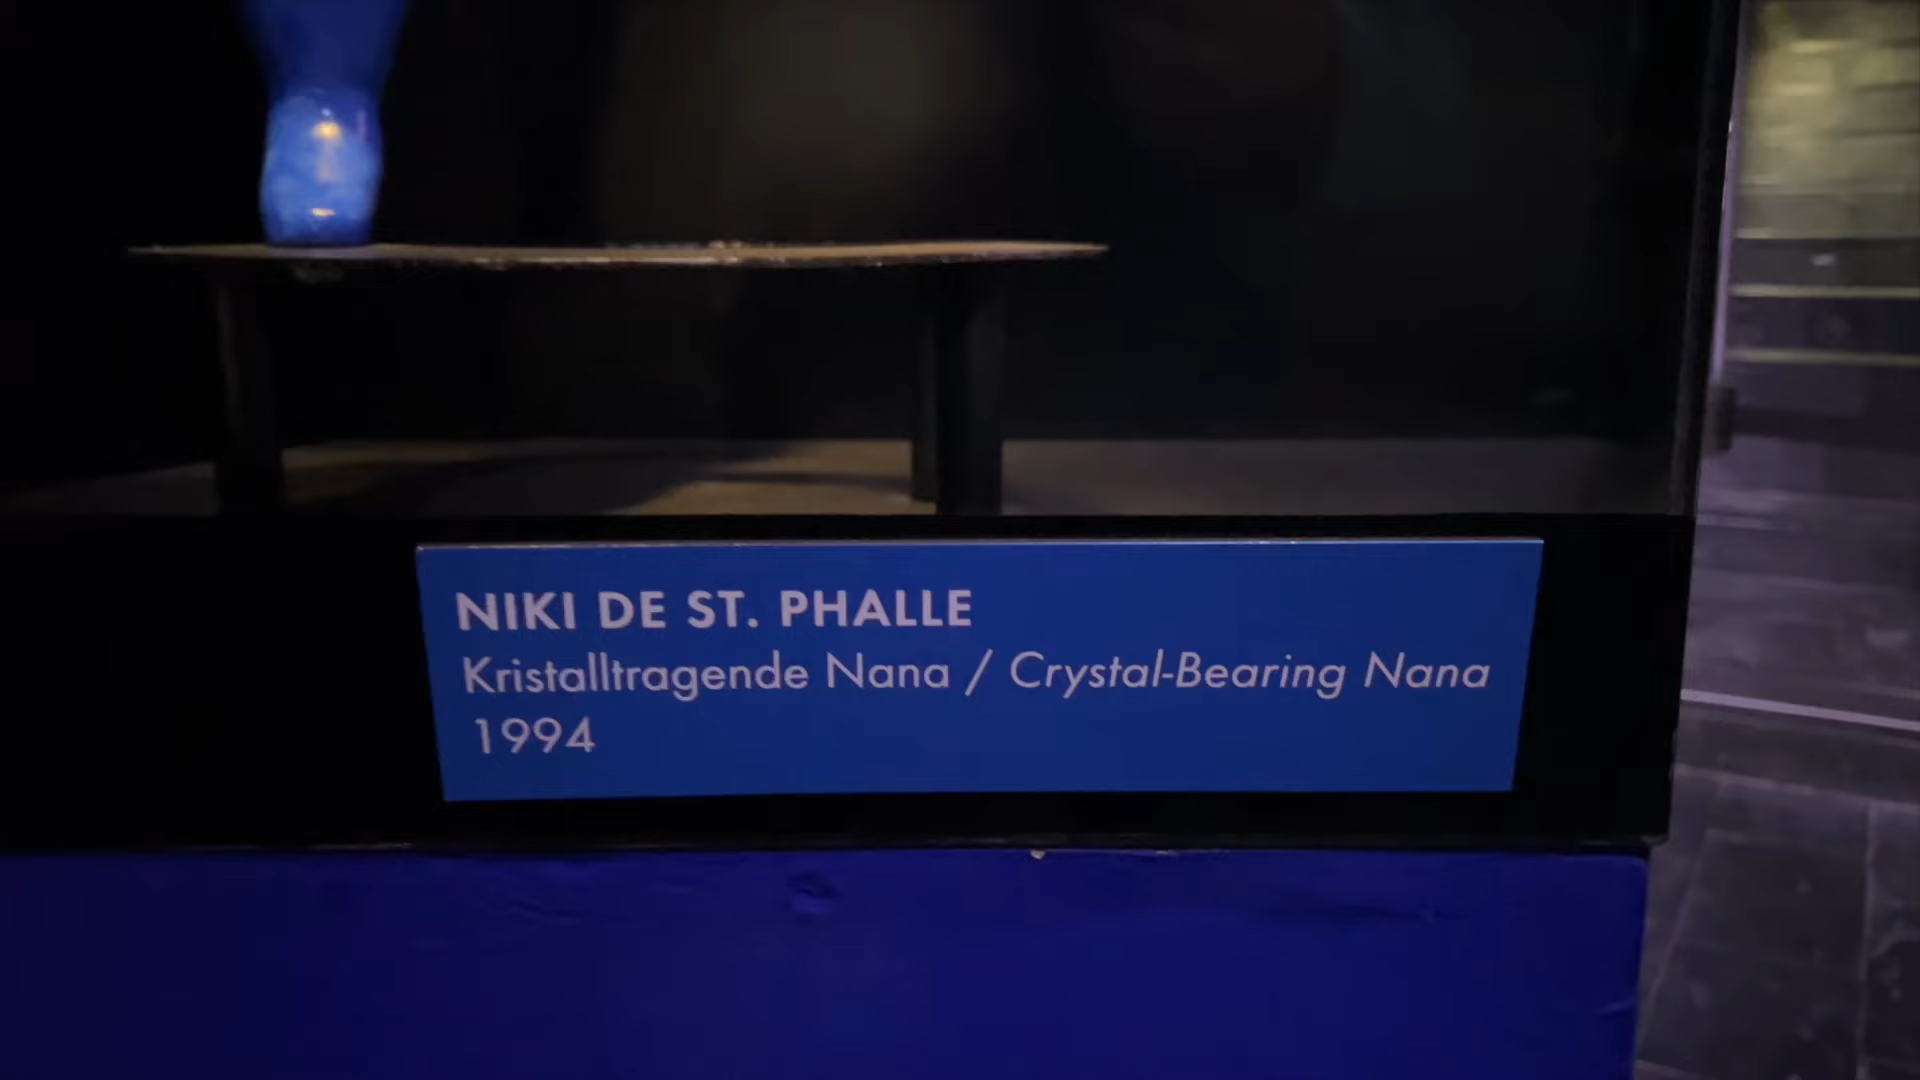 NIKI DE ST. PHALLE
Kristalltragende Nana / Crystal-Bearing Nana
1994